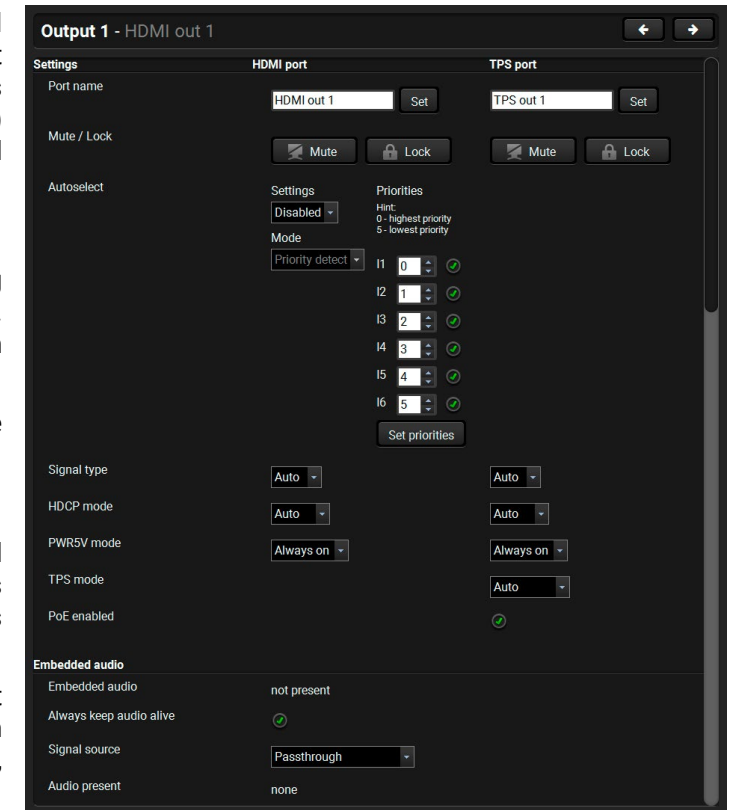 Output 1 - HDMI out 1
Settings HDMI port TPS port
Port name HDMI out 1 Set TPS out 1 Set
Mute / Lock Mute Lock Mute Lock
Autoselect Settings Priorities
Disabled Hint:
0 - highest priority
5 - lowest priority
Mode
Priority detect I1 0
I2 1
I3 2
I4 3
I5 4
I6 5
Set priorities
Signal type Auto Auto
HDCP mode Auto Auto
PWR5V mode Always on Always on
TPS mode Auto
PoE enabled
Embedded audio
Embedded audio not present
Always keep audio alive
Signal source Passthrough
Audio present none